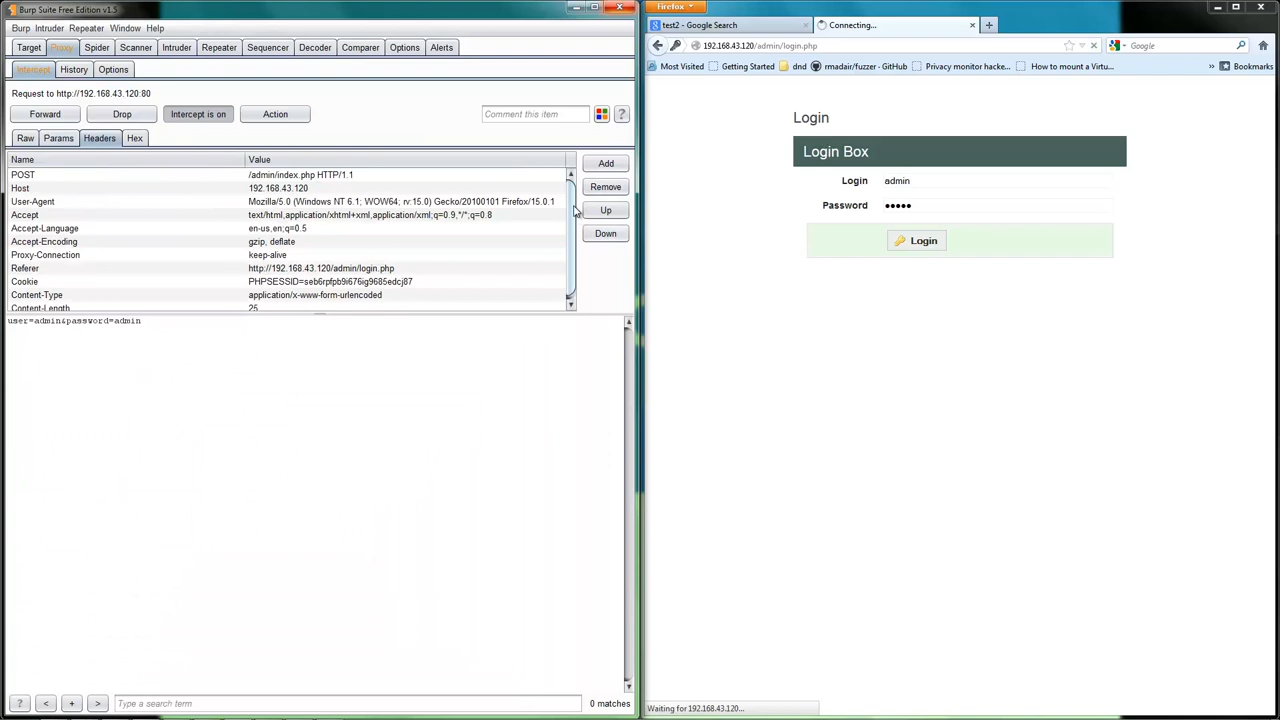 Burp Suite Free Edition v1.5
Burp Intruder Repeater Window Help
Target Proxy Spider Scanner Intruder Repeater Sequencer Decoder Comparer Options Alerts
Intercept History Options
Request to http://192.168.43.120:80
Forward Drop Intercept is on Action Comment this item ?
Raw Params Headers Hex
Name Value
POST /admin/index.php HTTP/1.1
Host 192.168.43.120
User-Agent Mozilla/5.0 (Windows NT 6.1; WOW64; rv:15.0) Gecko/20100101 Firefox/15.0.1
Accept text/html,application/xhtml+xml,application/xml;q=0.9,*/*;q=0.8
Accept-Language en-us,en;q=0.5
Accept-Encoding gzip, deflate
Proxy-Connection keep-alive
Referer http://192.168.43.120/admin/login.php
Cookie PHPSESSID=seb6rpfpb9i676ig9685edcj87
Content-Type application/x-www-form-urlencoded
Content-Length 25
Add
Remove
Up
Down
user=admin&password=admin
? < + > Type a search term 0 matches
Firefox
test2 - Google Search Connecting...
192.168.43.120/admin/login.php Google
Most Visited Getting Started dnd rmadair/fuzzer · GitHub Privacy monitor hacke... How to mount a Virtu... » Bookmarks
Login
Login Box
Login admin
Password •••••
Login
Waiting for 192.168.43.120...